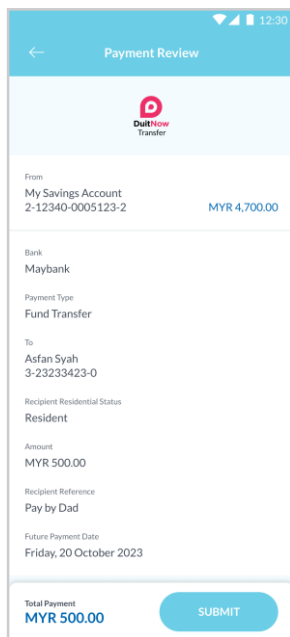 12:30
Payment Review
DuitNow
Transfer
From
My Savings Account
2-12340-0005123-2 MYR 4,700.00
Bank
Maybank
Payment Type
Fund Transfer
To
Asfan Syah
3-23233423-0
Recipient Residential Status
Resident
Amount
MYR 500.00
Recipient Reference
Pay by Dad
Future Payment Date
Friday, 20 October 2023
Total Payment
MYR 500.00
SUBMIT